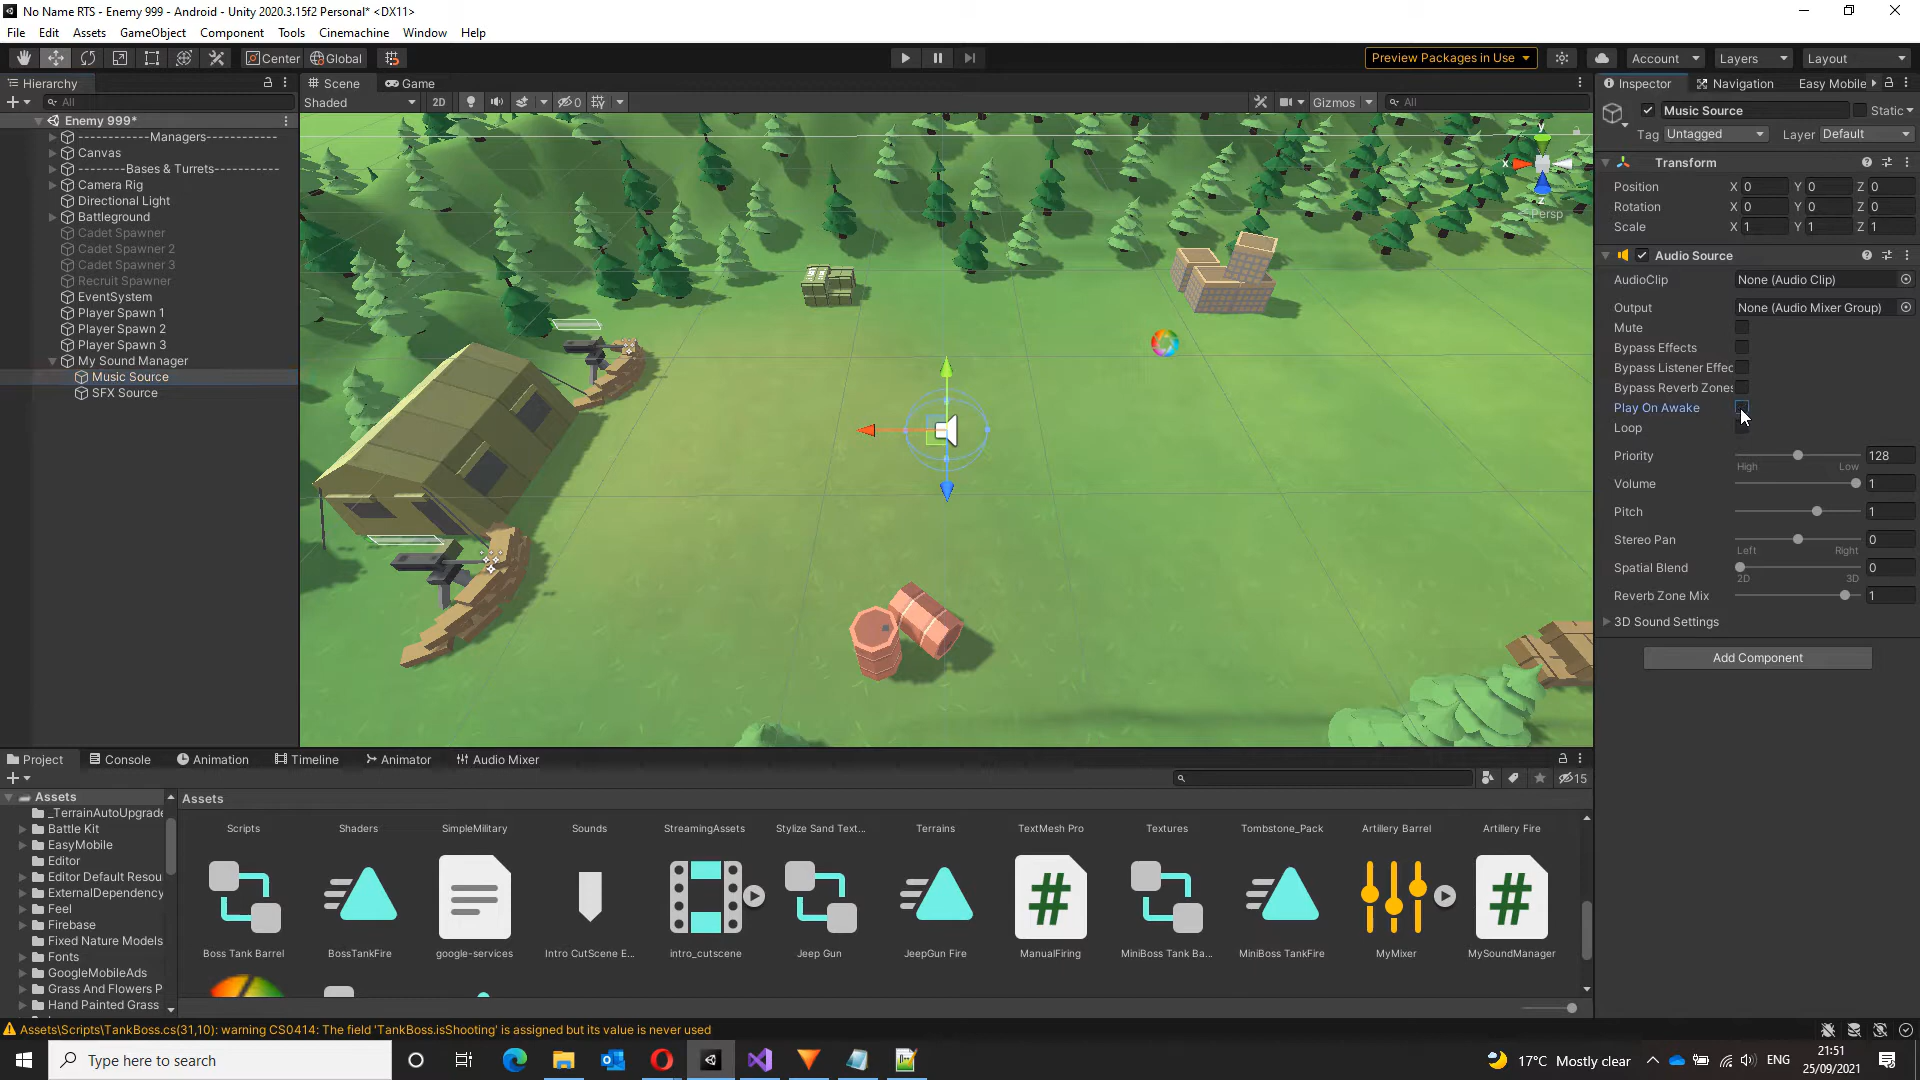 No Name RTS - Enemy 999 - Android - Unity 2020.3.15f2 Personal* <DX11>
File Edit Assets GameObject Component Tools Cinemachine Window Help
Center Global Preview Packages in Use Account Layers Layout
Hierarchy Scene Game Inspector Navigation Easy Mobile
All Shaded 2D 0 Gizmos All
Enemy 999*
------------Managers-----------
Canvas
--------Bases & Turrets-----------
Camera Rig
Directional Light
Battleground
Cadet Spawner
Cadet Spawner 2
Cadet Spawner 3
Recruit Spawner
EventSystem
Player Spawn 1
Player Spawn 2
Player Spawn 3
My Sound Manager
Music Source
SFX Source
y
x
z
Persp
Music Source Static
Tag Untagged Layer Default
Transform
Position X 0 Y 0 Z 0
Rotation X 0 Y 0 Z 0
Scale X 1 Y 1 Z 1
Audio Source
AudioClip None (Audio Clip)
Output None (Audio Mixer Group)
Mute
Bypass Effects
Bypass Listener Effec
Bypass Reverb Zones
Play On Awake
Loop
Priority 128
High Low
Volume 1
Pitch 1
Stereo Pan 0
Left Right
Spatial Blend 0
2D 3D
Reverb Zone Mix 1
3D Sound Settings
Add Component
Project Console Animation Timeline Animator Audio Mixer
15
Assets
_TerrainAutoUpgrade
Battle Kit
EasyMobile
Editor
Editor Default Resou
ExternalDependency
Feel
Firebase
Fixed Nature Models
Fonts
GoogleMobileAds
Grass And Flowers P
Hand Painted Grass
Assets
Scripts Shaders SimpleMilitary Sounds StreamingAssets Stylize Sand Text... Terrains TextMesh Pro Textures Tombstone_Pack Artillery Barrel Artillery Fire
Boss Tank Barrel BossTankFire google-services Intro CutScene E... intro_cutscene Jeep Gun JeepGun Fire ManualFiring MiniBoss Tank Ba... MiniBoss TankFire MyMixer MySoundManager
Assets\Scripts\TankBoss.cs(31,10): warning CS0414: The field 'TankBoss.isShooting' is assigned but its value is never used
Type here to search
17°C Mostly clear
ENG
21:51
25/09/2021